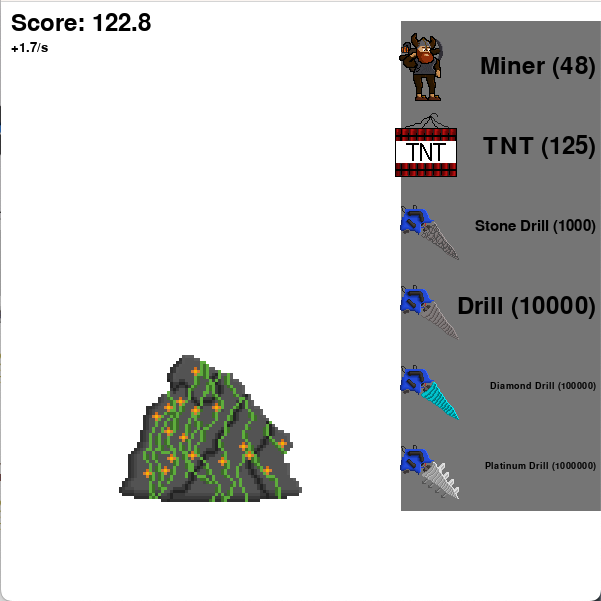 Score: 122.8
+1.7/s
Miner (48)
TNT
TNT (125)
Stone Drill (1000)
Drill (10000)
Diamond Drill (100000)
Platinum Drill (1000000)